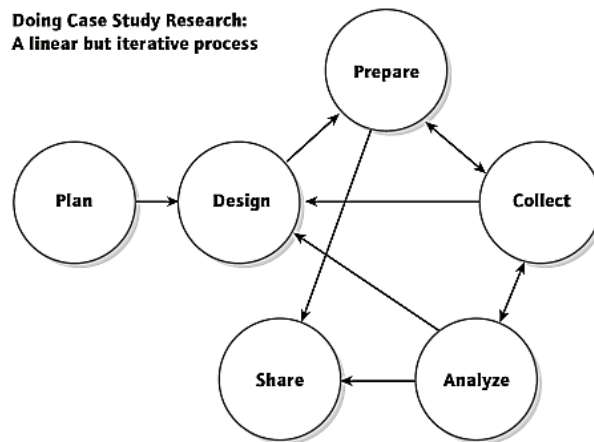 Doing Case Study Research:
A linear but iterative process
Prepare
Plan
Design
Collect
Share
Analyze